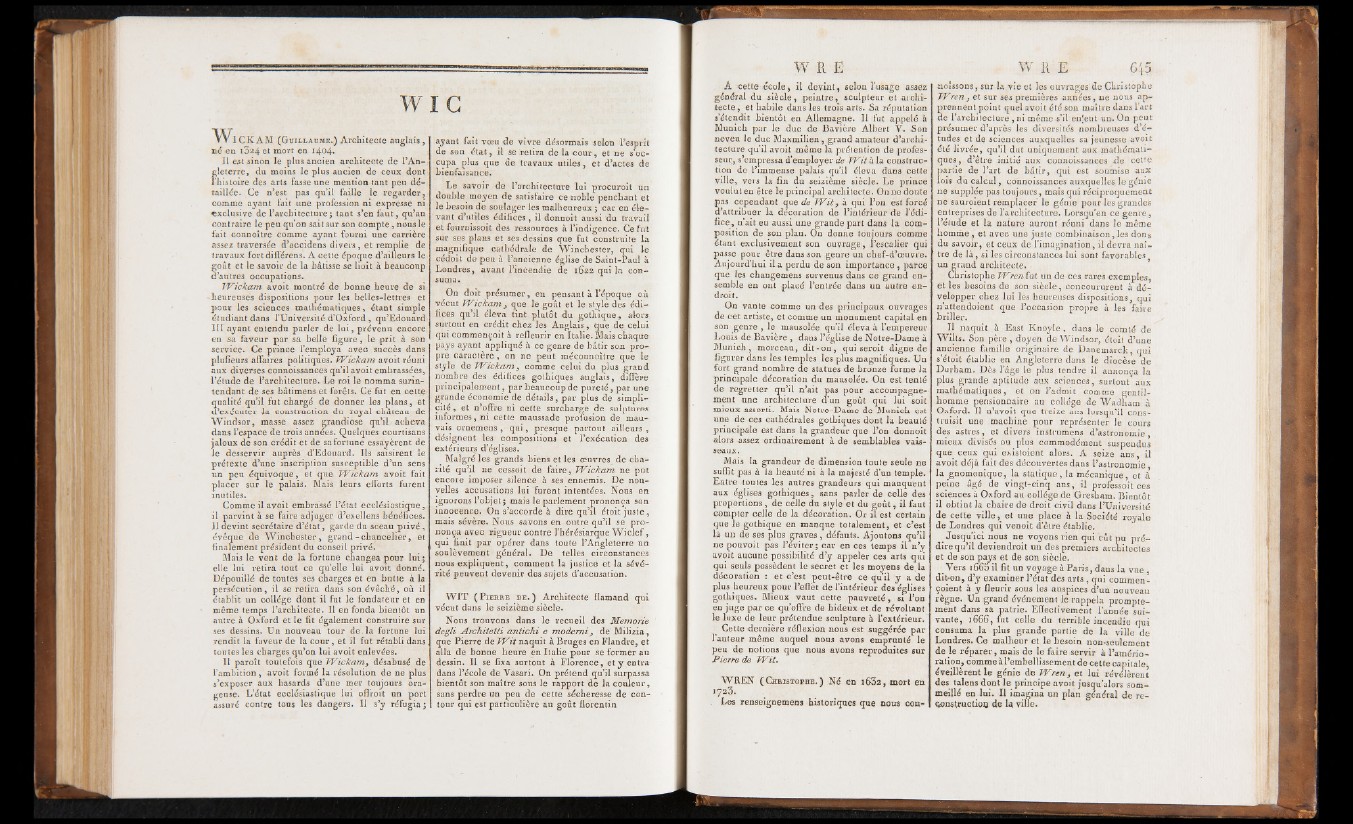 WIC
WICKAM (GUILLAUME.) Architecte anglais,
né en 1324 et mort en 1404.
Il est sinon le plus ancien architecte de l'An-
gleterre, du moins le plus ancien de ceux dont
l'histoire des arts fasse une mention tant peu dé-
taillée. Ce n'est pas qu'il faille le regarder,
comme ayant fait une profession ni expresse ni
exclusive de l'architecture ; tant s'en faut, qu'au
contraire le peu qu'on sait sur son compte, nous le
fait connoître comme ayant fourni une carrière
assez traversée d'accidens divers, et remplie de
travaux fort différens. A cette époque d'ailleurs le
goût et le savoir de la bâtisse se lioit à beaucoup
d'autres occupations.
Wickam avoit montré de bonne heure de si
heureuses dispositions pour les belles-lettres et
pour les sciences mathématiques, étant simple
étudiant dans l'Université d'Oxford, qu'Edouard
III ayant entendu parler de lui, prévenu encore
en sa faveur par sa belle figure, le prit à son
service. Ce prince l'employa avec succès dans
plusieurs affaires politiques. Wickam avoit réuni
aux diverses connoissances qu'il avoit embrassées,
l'étude de l'architecture. Le roi le nomma surin-
tendant de ses bâtimens et forêts. Ce fut en cette
qualité qu'il fut chargé de donner les plans, et
d'exécuter la construction du royal château de
Windsor, masse assez grandiose qu'il acheva
dans l'espace de trois années. Quelques courtisans
jaloux de son crédit et de sa fortune essayèrent de
le desservir auprès d'Edouard. Ils saisirent le
prétexte d'une inscription susceptible d'un sens
un peu équivoque, et que Wickam avoit fait
placer sur le palais. Mais leurs efforts furent
inutiles.
Comme il avoit embrassé l'état ecclésiastique,
il parvint à se faire adjuger d'excellens bénéfices.
Il devint secrétaire d'état, garde du sceau privé,
évêque de Winchester, grand-chancelier, et
finalement président du conseil privé.
Mais le vent de la fortune changea pour lui ;
elle lui retira tout ce qu'elle lui avoit donné.
Dépouillé de toutes ses charges et en butte à la
persécution, il se retira dans son évêché, où il
établit un collége dont il fut le fondateur et en
même temps l'architecte. Il en fonda bientôt un
autre à Oxford et le fit également construire sur
ses dessins. Un nouveau tour de la fortune lui
rendit la faveur de la cour, et il fut rétabli dans
toutes les charges qu'on lui avoit enlevées.
Il paroît toutefois que Wickam, désabusé de
l'ambition, avoit formé la résolution de ne plus
s'exposer aux hasards d'une mer toujours ora-
geuse. L'état ecclésiastique lui offroit un port
assuré contre tous les dangers. Il s'y réfugia ;
ayant fait vœu de vivre désormais selon l'esprit
de son état, il se retira de la cour, et ne s'oc-
cupa plus que de travaux utiles, et d'actes de
bienfaisance.
Le savoir de l'architecture lui procuroit un
double moyen de satisfaire ce noble penchant et
le besoin de soulager les malheureux ; car en éle-
vant d'utiles édifices, il donnoit aussi du travail
et fournissoit des ressources à l'indigence. Ce fut
sur ses plans et ses dessins que fut construite la
magnifique cathédrale de Winchester, qui le
cédoit de peu à l'ancienne église de Saint-Paul à
Londres, avant l'incendie de 1622 qui la con-
suma.
On doit présumer, en pensant à l'époque où
vécut Wickam, que le goût et le style des édi-
fices qu'il éleva tint plutôt du gothique, alors
surtout en crédit chez les Anglais, que de celui
qui commençoit à refleurir en Italie. Mais chaque
pays ayant appliqué à ce genre de bâtir son pro-
pre caractère, on ne peut méconnoître que le
style de Wickam, comme celui du plus grand
nombre des édifices gothiques anglais, diffère
principalement, par beaucoup de pureté, par une
grande économie de détails, par plus de simpli-
cité, et n'offre ni cette surcharge de sculptures
informes, ni cette maussade profusion de mau-
vais ornemens, qui, presque partout ailleurs,
désignent les compositions et l'exécution des
extérieurs d'églises.
Malgré les grands biens et les œuvres de cha-
rité qu'il ne cessoit de faire, Wickam ne put
encore imposer silence à ses ennemis. De nou-
velles accusations lui furent intentées. Nous en
ignorons l'objet ; mais le parlement prononça son
innocence. On s'accorde à dire qu'il étoit juste,
mais sévère. Nous savons en outre qu'il se pro-
nonça avec rigueur contre l'hérésiarque Wiclef,
qui finit par opérer dans toute l'Angleterre un
soulèvement général. De telles circonstances
nous expliquent, comment la justice et la sévé-
rité peuvent devenir des sujets d'accusation.
WIT (PIERRE DE.) Architecte flamand qui
vécut dans le seizième siècle.
Nous trouvons dans le recueil des Memorie
degli Architetti antichi e moderni, de Milizia,
que Pierre de Wit naquit à Bruges en Flandre, et
alla de bonne heure en Italie pour se former au
dessin. Il se fixa surtout à Florence, et y entra
dans l'école de Vasari. On prétend qu'il surpassa
bientôt son maître sous le rapport de la couleur,
sans perdre un peu de cette sécheresse de con-
tour qui est particulière au goût florentin
WRE
A cette école, il devint, selon l'usage assez
général du siècle, peintre, sculpteur et archi-
tecte, et habile dans les trois arts. Sa réputation
s'étendit bientôt en Allemagne. Il fut appelé à
Munich par le duc de Bavière Albert V. Son
neveu le duc Maxmilien, grand amateur d'archi-
tecture qu'il avoit même la prétention de profes-
seur, s'empressa d'employer de Wit à la construc-
tion de l'immense palais qu'il éleva dans cette
ville, vers la fin du seizième siècle. Le prince
voulut en être le principal architecte. On ne doute
pas cependant que de Wit, à qui l'on est forcé
d'attribuer la décoration de l'intérieur de l'édi-
fice, n'ait eu aussi une grande part dans la com-
position de son plan. On donne toujours comme
étant exclusivement son ouvrage, l'escalier qui
passe pour être dans son genre un chef-d'œuvre.
Aujourd'hui il a perdu de son importance, parce
que les changemens survenus dans ce grand en-
semble en ont placé l'entrée dans un autre en-
droit.
On vante comme un des principaux ouvrages
de cet artiste, et comme un monument capital en
son genre, le mausolée qu'il éleva à l'empereur
Louis de Bavière, dans l'église de Notre-Dame à
Munich, morceau, dit-on, qui seroit digne de
figurer dans les temples les plus magnifiques. Un
fort grand nombre de statues de bronze forme la
principale décoration du mausolée. On est tenté
de regretter qu'il n'ait pas pour accompagne-
ment une architecture d'un goût qui lui soit
mieux assorti. Mais Notre-Dame de Munich est
une de ces cathédrales gothiques dont la beauté
principale est dans la grandeur que l'on donnoit
alors assez ordinairement à de semblables vais-
seaux.
Mais la grandeur de dimension toute seule ne
suffit pas à la beauté ni à la majesté d'un temple.
Entre toutes les autres grandeurs qui manquent
aux églises gothiques, sans parler de celle des
proportions, de celle du style et du goût, il faut
compter celle de la décoration. Or il est certain
que le gothique en manque totalement, et c'est
là un de ses plus graves, défauts. Ajoutons qu'il
ne pouvoit pas l'éviter ; car en ces temps il n'y
avoit aucune possibilité d'y appeler ces arts qui
qui seuls possèdent le secret et les moyens de la
décoration : et c'est peut-être ce qu'il y a de
plus heureux pour l'effet de l'intérieur des églises
gothiques. Mieux vaut cette pauvreté, si l'on
en juge par ce qu'offre de hideux et de révoltant
le luxe de leur prétendue sculpture à l'extérieur.
Cette dernière réflexion nous est suggérée par
l'auteur même auquel nous avons emprunté le
peu de notions que nous avons reproduites sur
Pierre de Wit.
WREN (CHRISTOPHE.) Né en 1632, mort en
1723.
Les renseignemens historiques que nous con-
WRE 645
noissons, sur la vie et les ouvrages de Christophe
Wren, et sur ses premières années, ne nous ap-
prennent point quel avoit été son maître dans l'art
de l'architecture, ni même s'il en eut un. On peut
présumer d'après les diversités nombreuses d'é-
tudes et de sciences auxquelles sa jeunesse avoit
été livrée, qu'il dut uniquement aux mathémati-
ques, d'être initié aux connoissances de cette
partie de l'art de bâtir, qui est soumise aux
lois du calcul, connoissances auxquelles le génie
ne supplée pas toujours, mais qui réciproquement
ne sauroient remplacer le génie pour les grandes
entreprises de l'architecture. Lorsqu'en ce genre,
l'étude et la nature auront réuni dans le même
homme, et avec une juste combinaison, les dons
du savoir, et ceux de l'imagination, il devra naî-
tre de là, si les circonstances lui sont favorables,
un grand architecte.
Christophe Wren fut un de ces rares exemples,
et les besoins de son siècle, concoururent à dé-
velopper chez lui les heureuses dispositions, qui
n'attendoient que l'occasion propre à les faire
briller.
Il naquit à East Knoyle, dans le comté de
Wills. Son père, doyen de Windsor, étoit d'une
ancienne famille originaire de Danemarck, qui
s'étoit établie en Angleterre dans le diocèse de
Durham. Dès l'âge le plus tendre il annonça la
plus grande aptitude aux sciences, surtout aux
mathématiques, et on l'admit comme gentil-
homme pensionnaire au collége de Wadham à
Oxford. Il n'avoit que treize ans lorsqu'il cons-
truisit une machine pour représenter le cours
des astres, et divers instrumens d'astronomie,
mieux divisés ou plus commodément suspendus
que ceux qui existoient alors. A seize ans, il
avoit déjà fait des découvertes dans l'astronomie,
la gnomonique, la statique, la mécanique, et à
peine âgé de vingt-cinq ans, il professoit ces
sciences à Oxford au collége de Gresham. Bientôt
il obtint la chaire de droit civil dans l'Université
de cette ville, et une place à la Société royale
de Londres qui venoit d'être établie.
Jusqu'ici nous ne voyons rien qui eût pu pré-
dire qu'il deviendroit un des premiers architectes
et de son pays et de son siècle.
Vers 1665 il fit un voyage à Paris, dans la vue,
dit-on, d'y examiner l'état des arts, qui commen-
çoient à y fleurir sous les auspices d'un nouveau
règne. Un grand événement le rappela prompte-
ment dans sa patrie. Effectivement l'année sui-
vante, 1666, fut celle du terrible incendie qui
consuma la plus grande partie de la ville de
Londres. Ce malheur et le besoin non-seulement
de le réparer, mais de le faire servir à l'amélio-
ration, comme à l'embellissement de cette capitale,
éveillèrent le génie de Wren, et lui révélèrent
des talens dont le principe avoit jusqu'alors som-
meillé en lui. Il imagina un plan général de re-
construction de la ville.